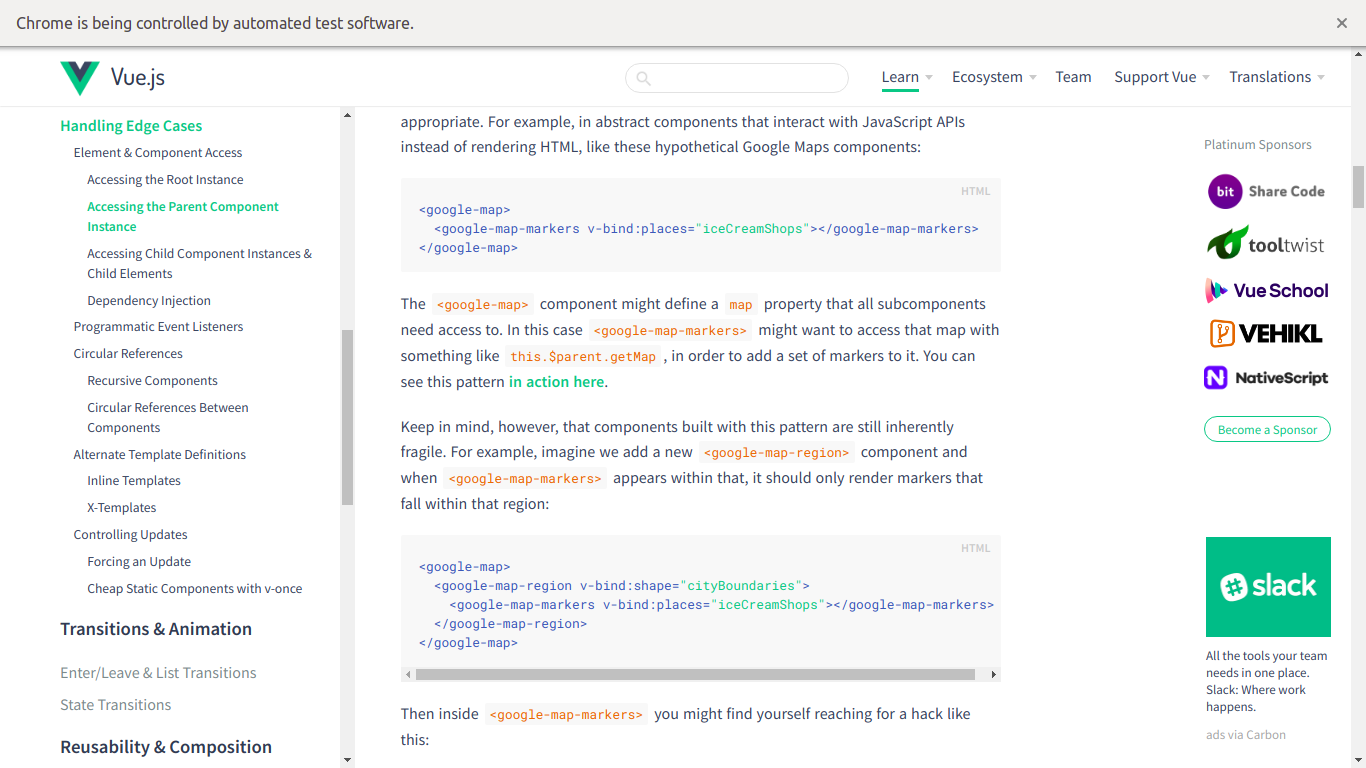 Chrome is being controlled by automated test software.
Vue.js
Learn
Ecosystem
Team
Support Vue
Translations
Handling Edge Cases
Element & Component Access
Accessing the Root Instance
Accessing the Parent Component
Instance
Accessing Child Component Instances &
Child Elements
Dependency Injection
Programmatic Event Listeners
Circular References
Recursive Components
Circular References Between
Components
Alternate Template Definitions
Inline Templates
X-Templates
Controlling Updates
Forcing an Update
Cheap Static Components with v-once
Transitions & Animation
Enter/Leave & List Transitions
State Transitions
Reusability & Composition
appropriate. For example, in abstract components that interact with JavaScript APIs
instead of rendering HTML, like these hypothetical Google Maps components:
HTML
<google-map>
  <google-map-markers v-bind:places="iceCreamShops"></google-map-markers>
</google-map>
The <google-map> component might define a map property that all subcomponents
need access to. In this case <google-map-markers> might want to access that map with
something like this.$parent.getMap , in order to add a set of markers to it. You can
see this pattern in action here.
Keep in mind, however, that components built with this pattern are still inherently
fragile. For example, imagine we add a new <google-map-region> component and
when <google-map-markers> appears within that, it should only render markers that
fall within that region:
HTML
<google-map>
  <google-map-region v-bind:shape="cityBoundaries">
    <google-map-markers v-bind:places="iceCreamShops"></google-map-markers>
  </google-map-region>
</google-map>
Then inside <google-map-markers> you might find yourself reaching for a hack like
this:
Platinum Sponsors
bit Share Code
tooltwist
Vue School
VEHIKL
NativeScript
Become a Sponsor
slack
All the tools your team
needs in one place.
Slack: Where work
happens.
ads via Carbon